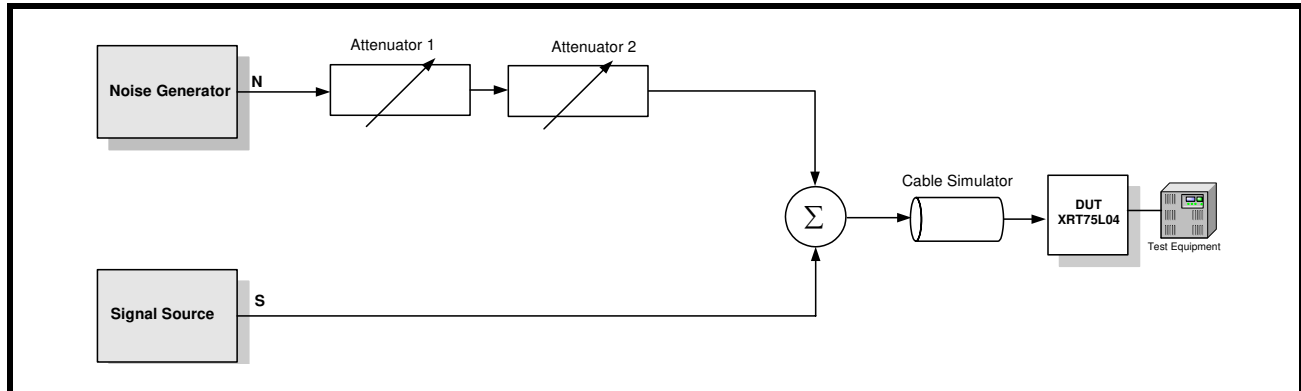 Attenuator 1
Attenuator 2
Noise Generator
N
Cable Simulator
Σ
DUT
XRT75L04
Test Equipment
Signal Source
S